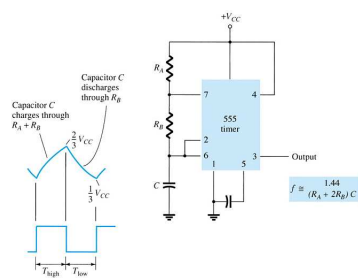 +V_CC
R_A
7
4
555
timer
R_B
2
6
3
Output
1
5
C
Capacitor C
discharges
through R_B
Capacitor C
charges through
R_A + R_B
2/3 V_CC
1/3 V_CC
T_high
T_low
f ≅ 1.44 / (R_A + 2R_B) C